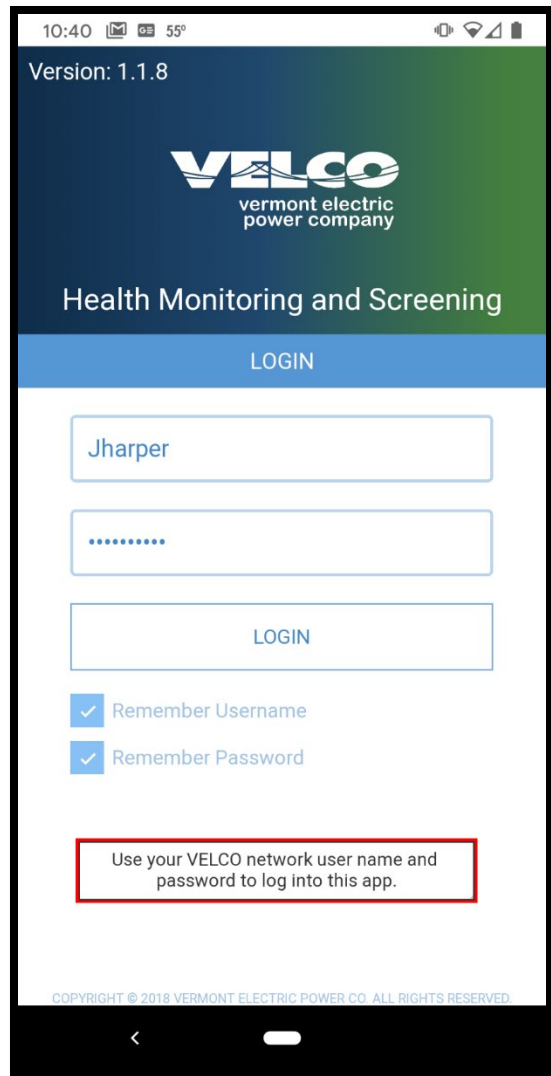 10:40 GE 55°
Version: 1.1.8
VELCO
vermont electric
power company
Health Monitoring and Screening
LOGIN
Jharper
••••••••••
LOGIN
Remember Username
Remember Password
Use your VELCO network user name and
password to log into this app.
COPYRIGHT © 2018 VERMONT ELECTRIC POWER CO. ALL RIGHTS RESERVED.